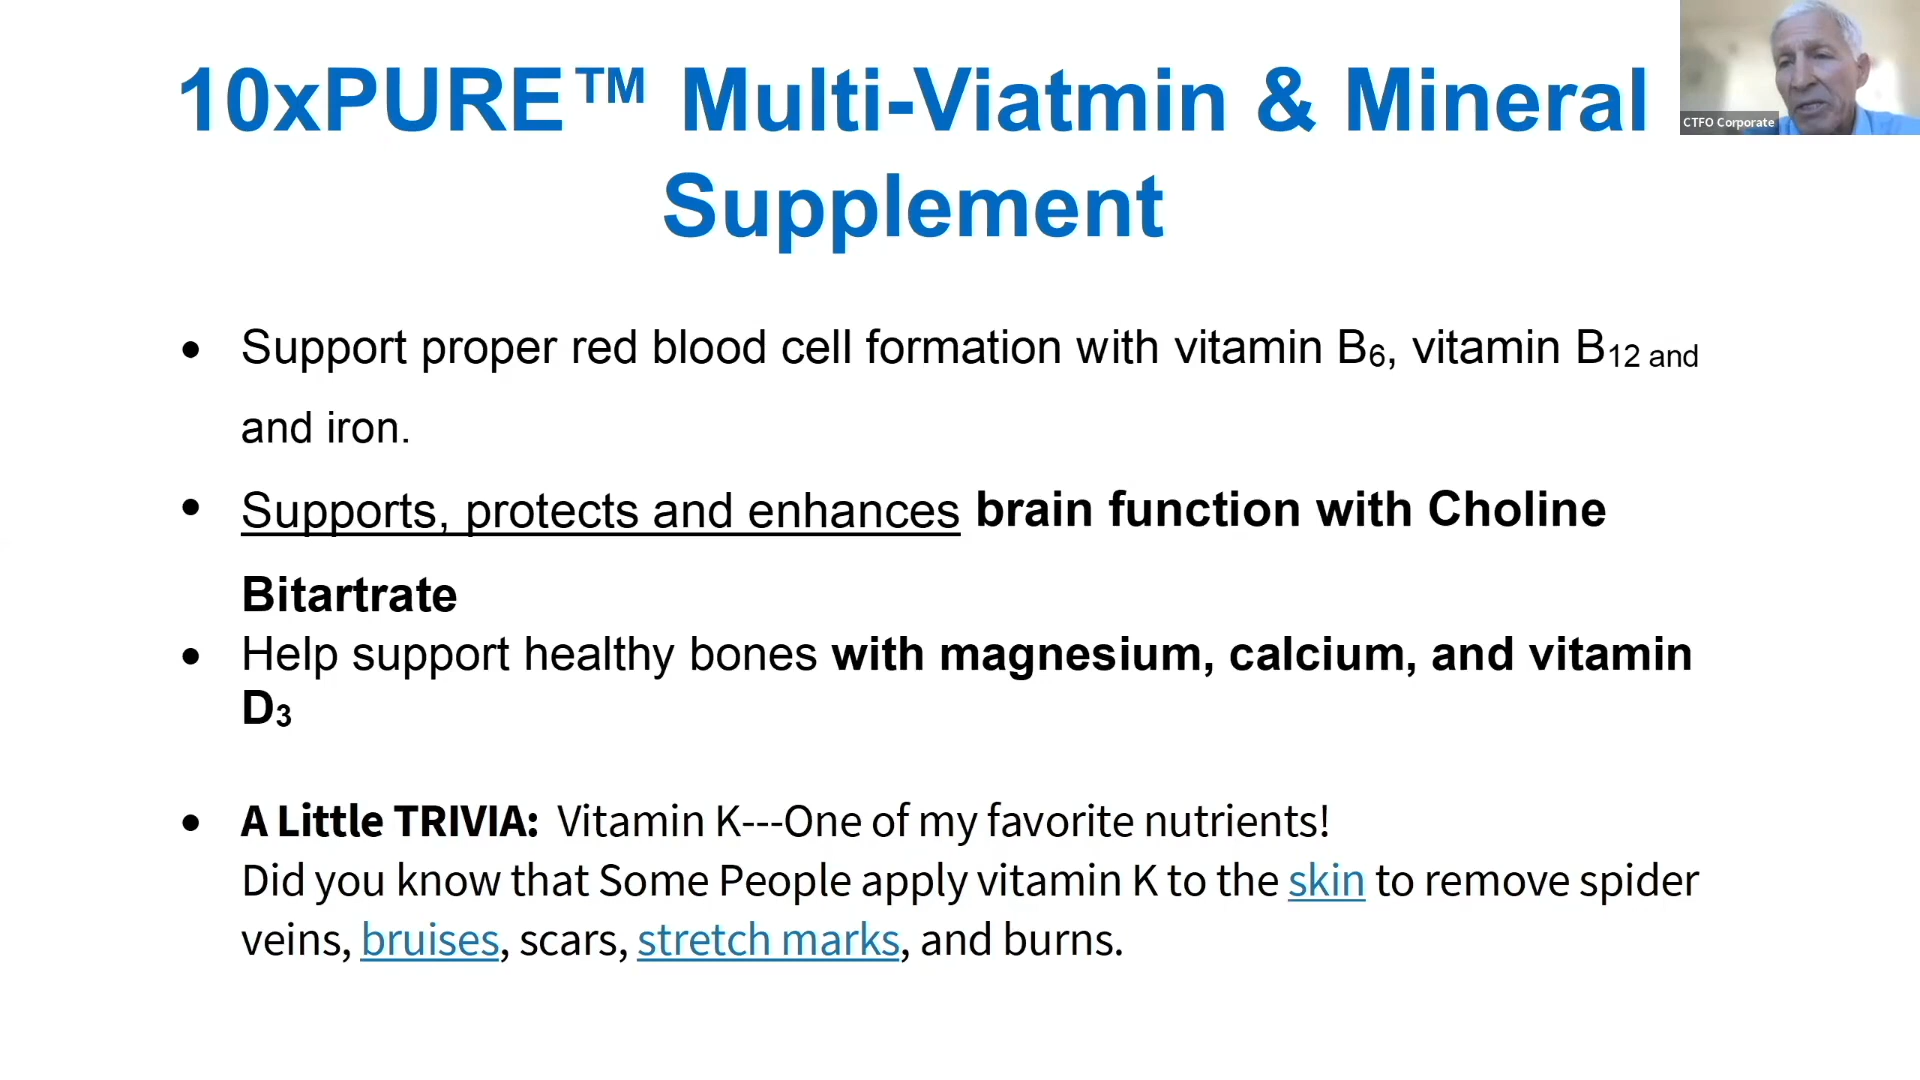 10xPURE™ Multi-Viatmin & Mineral
Supplement
CTFO Corporate
• Support proper red blood cell formation with vitamin B6, vitamin B12 and
and iron.
• Supports, protects and enhances brain function with Choline
Bitartrate
• Help support healthy bones with magnesium, calcium, and vitamin
D3
• A Little TRIVIA: Vitamin K---One of my favorite nutrients!
Did you know that Some People apply vitamin K to the skin to remove spider
veins, bruises, scars, stretch marks, and burns.